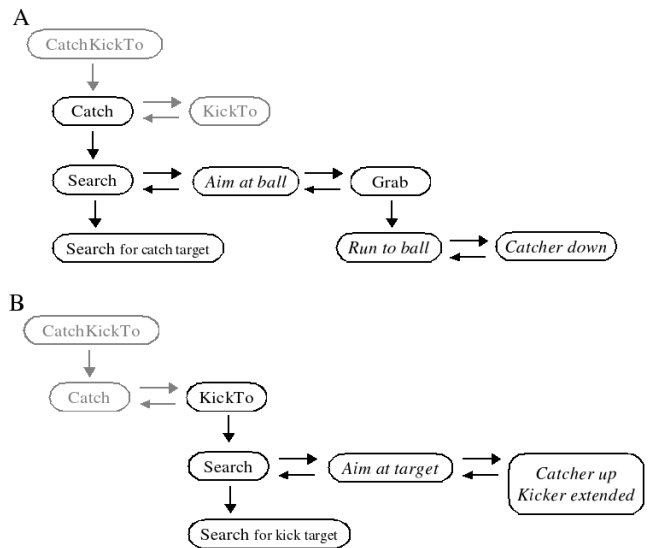 A
CatchKickTo
Catch
KickTo
Search
Aim at ball
Grab
Search for catch target
Run to ball
Catcher down
B
CatchKickTo
Catch
KickTo
Search
Aim at target
Catcher up
Kicker extended
Search for kick target